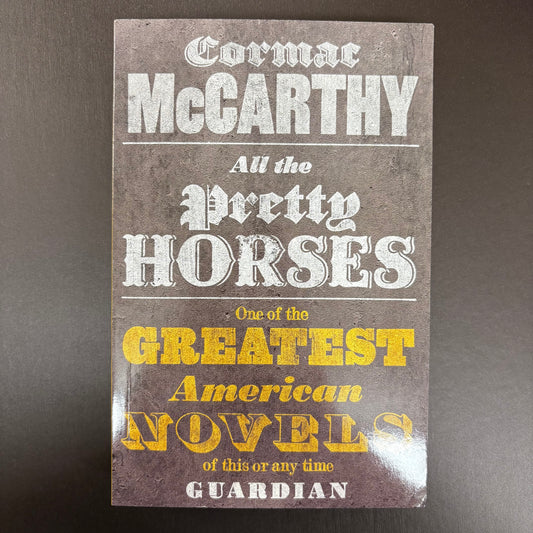 Cormac
McCARTHY
All the
Pretty
HORSES
One of the
GREATEST
American
NOVELS
of this or any time
GUARDIAN